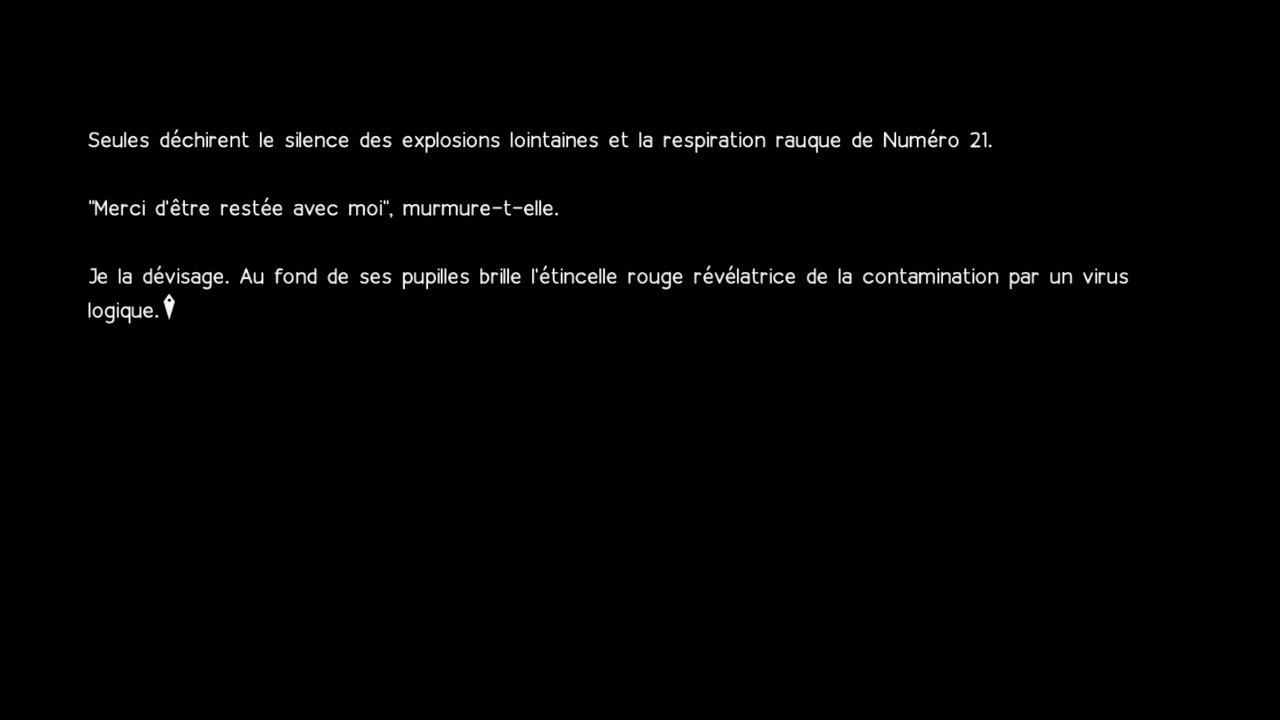 Seules déchirent le silence des explosions lointaines et la respiration rauque de Numéro 21.
"Merci d'être restée avec moi", murmure-t-elle.
Je la dévisage. Au fond de ses pupilles brille l'étincelle rouge révélatrice de la contamination par un virus
logique.